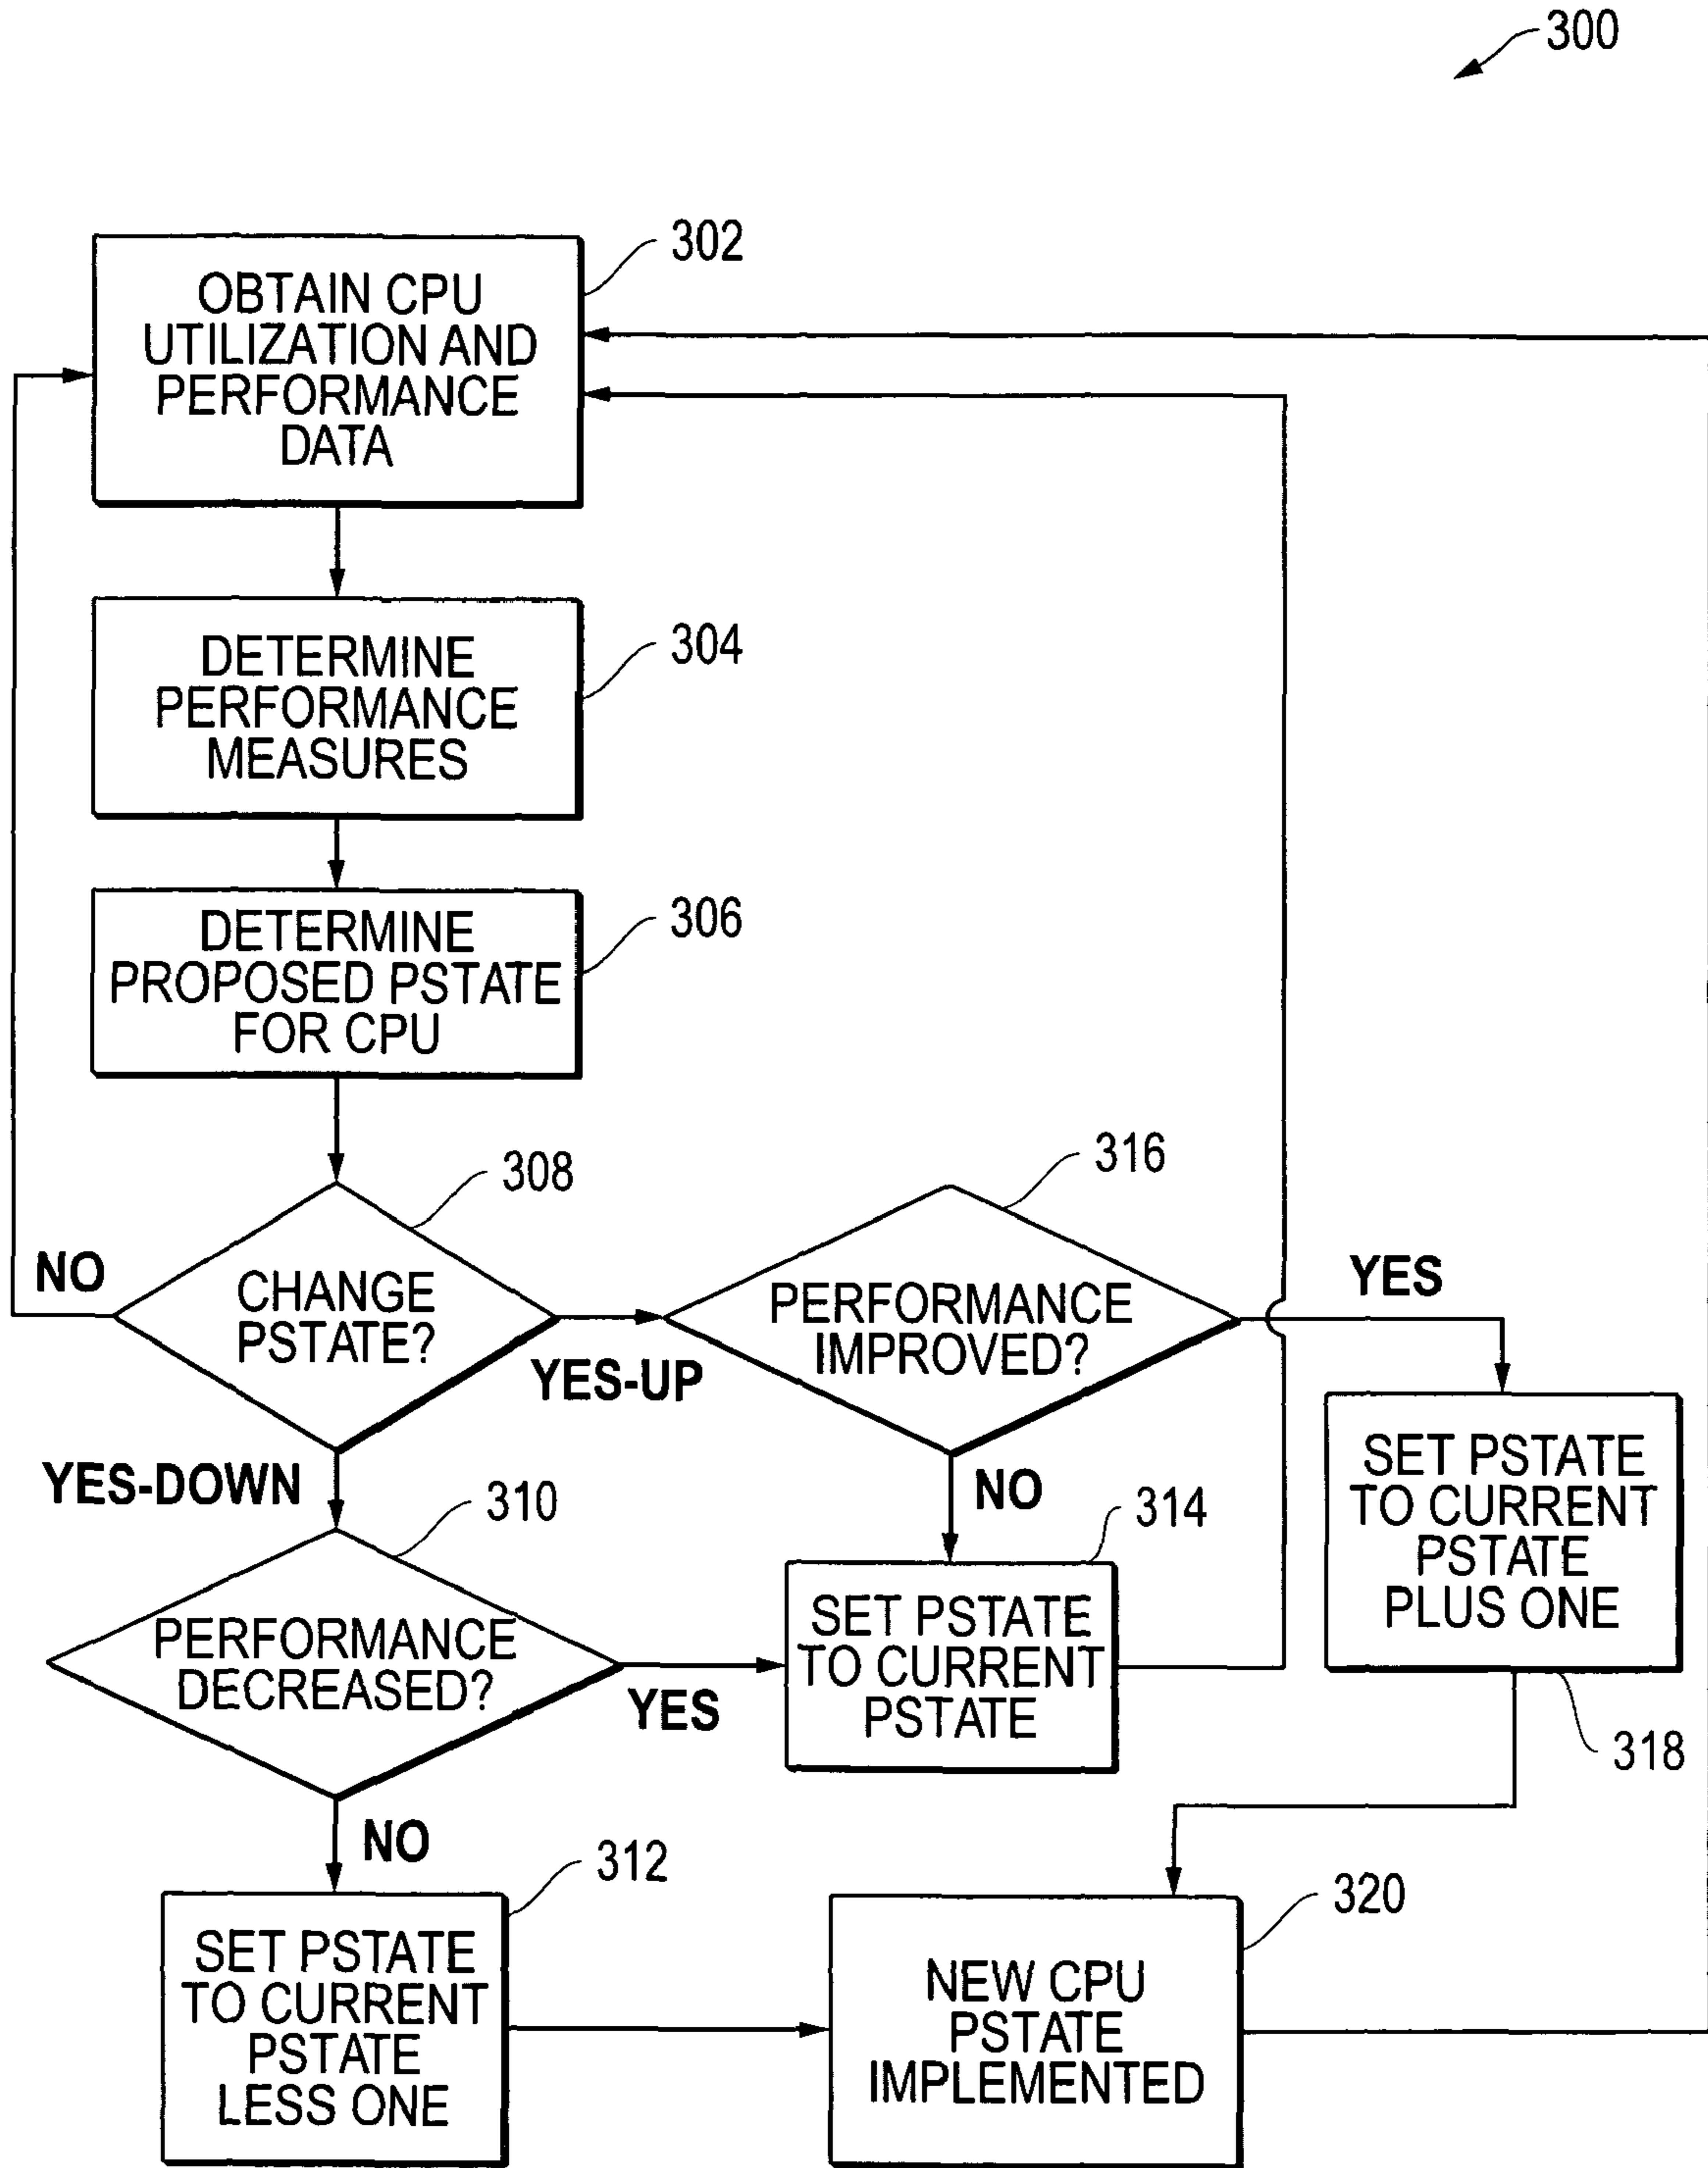 300
302
OBTAIN CPU
UTILIZATION AND
PERFORMANCE
DATA
304
DETERMINE
PERFORMANCE
MEASURES
306
DETERMINE
PROPOSED PSTATE
FOR CPU
308
CHANGE
PSTATE?
NO
YES-UP
YES-DOWN
316
PERFORMANCE
IMPROVED?
YES
NO
310
PERFORMANCE
DECREASED?
YES
NO
314
SET PSTATE
TO CURRENT
PSTATE
SET PSTATE
TO CURRENT
PSTATE
PLUS ONE
318
312
SET PSTATE
TO CURRENT
PSTATE
LESS ONE
320
NEW CPU
PSTATE
IMPLEMENTED